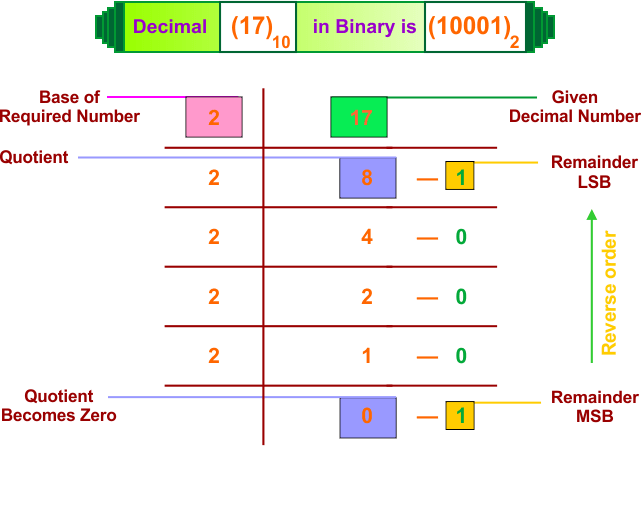 Decimal (17)10 in Binary is (10001)2
Base of
Required Number
2
17
Given
Decimal Number
Quotient
2
8
— 1
Remainder
LSB
2
4
— 0
2
2
— 0
Reverse order
2
1
— 0
Quotient
Becomes Zero
0
— 1
Remainder
MSB